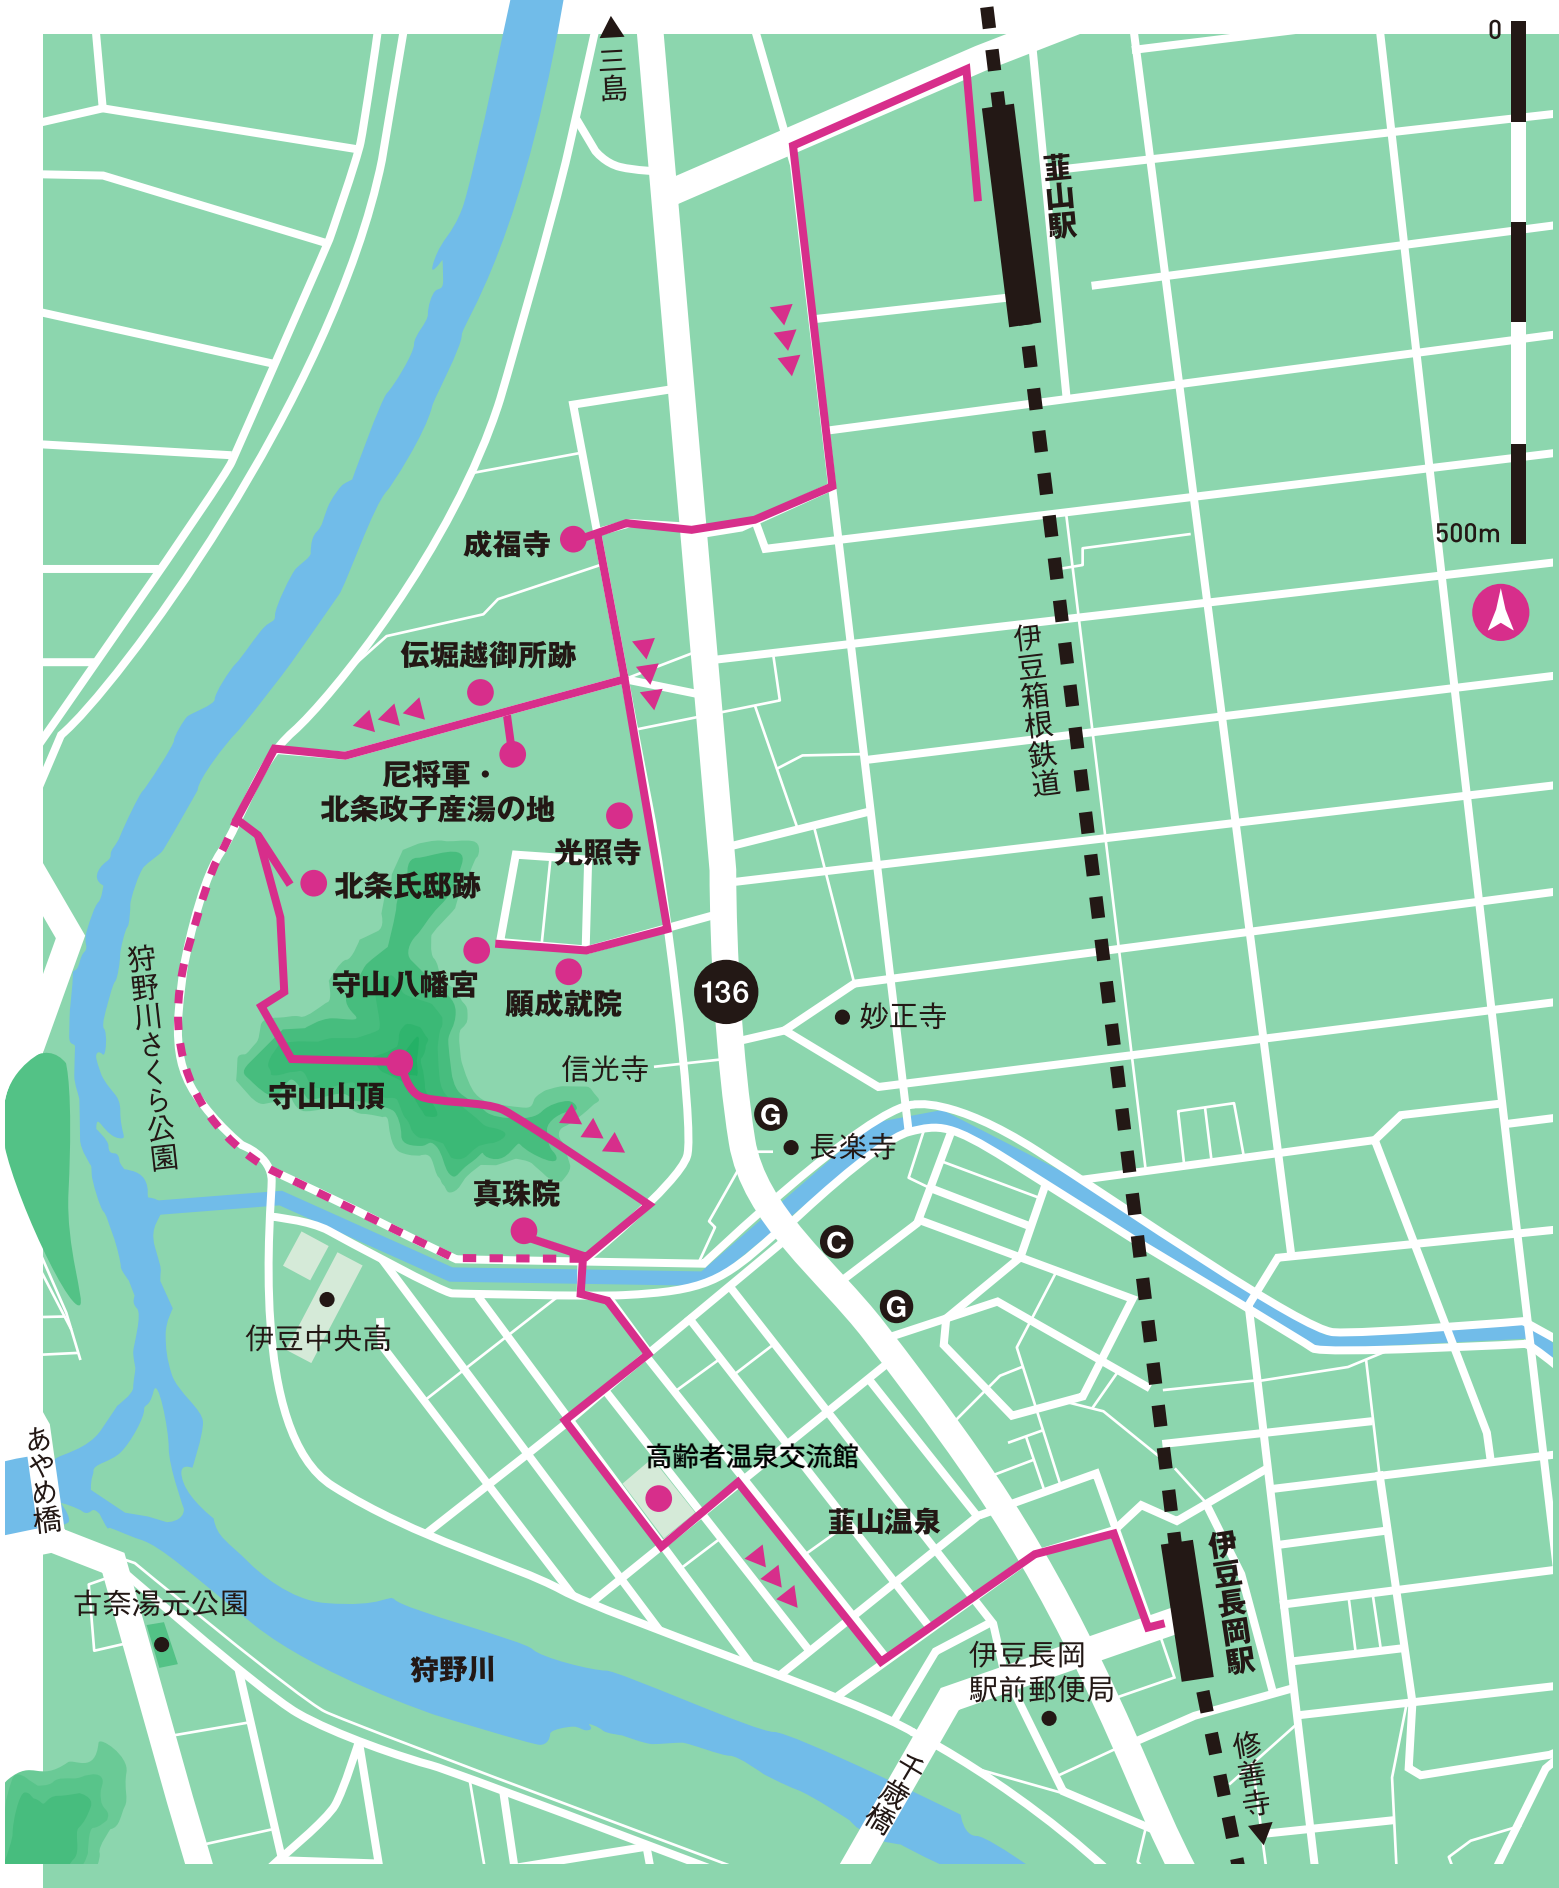 0
三島
韮山駅
500m
成福寺
伊豆箱根鉄道
伝堀越御所跡
尼将軍・
北条政子産湯の地
光照寺
北条氏邸跡
狩野川さくら公園
守山八幡宮
願成就院
136
妙正寺
信光寺
守山山頂
G
長楽寺
真珠院
C
G
伊豆中央高
あやめ橋
高齢者温泉交流館
韮山温泉
伊豆長岡駅
古奈湯元公園
狩野川
伊豆長岡
駅前郵便局
修善寺
千歳橋